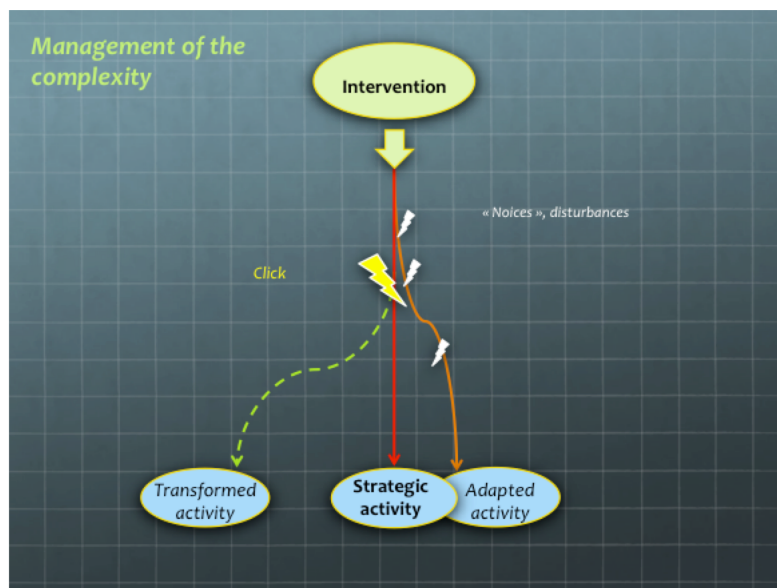 Management of the
complexity
Intervention
« Noices », disturbances
Click
Transformed
activity
Strategic
activity
Adapted
activity